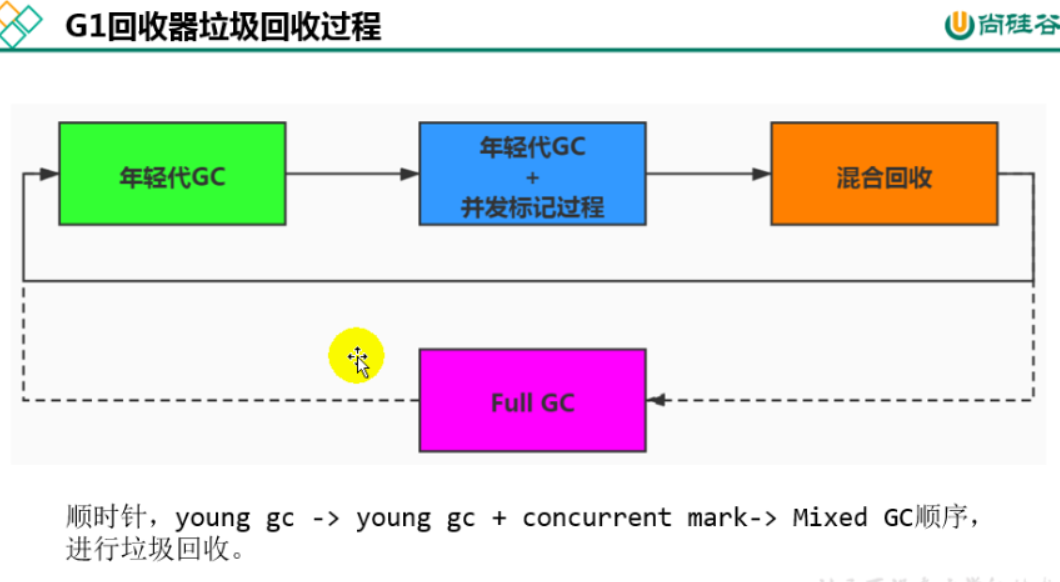 G1回收器垃圾回收过程
尚硅谷
年轻代GC
年轻代GC
+
并发标记过程
混合回收
Full GC
顺时针，young gc -> young gc + concurrent mark-> Mixed GC顺序，
进行垃圾回收。